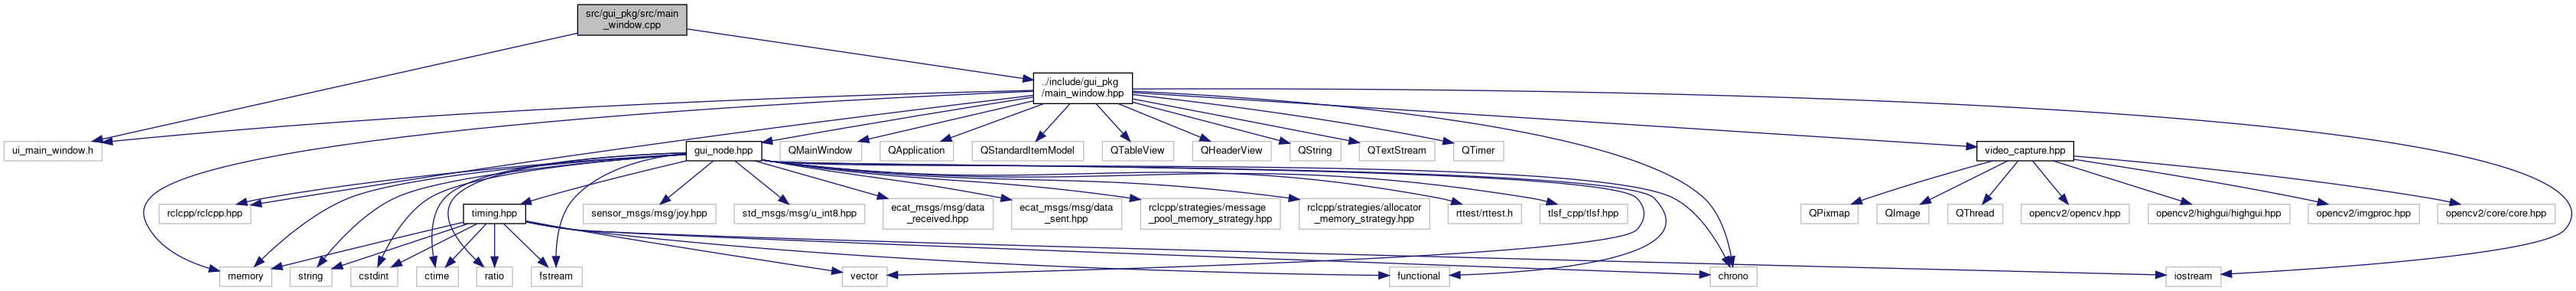 src/gui_pkg/src/main
_window.cpp
../include/gui_pkg
/main_window.hpp
ui_main_window.h
gui_node.hpp
QMainWindow
QApplication
QStandardItemModel
QTableView
QHeaderView
QString
QTextStream
QTimer
video_capture.hpp
rclcpp/rclcpp.hpp
timing.hpp
sensor_msgs/msg/joy.hpp
std_msgs/msg/u_int8.hpp
ecat_msgs/msg/data
_received.hpp
ecat_msgs/msg/data
_sent.hpp
rclcpp/strategies/message
_pool_memory_strategy.hpp
rclcpp/strategies/allocator
_memory_strategy.hpp
rttest/rttest.h
tlsf_cpp/tlsf.hpp
QPixmap
QImage
QThread
opencv2/opencv.hpp
opencv2/highgui/highgui.hpp
opencv2/imgproc.hpp
opencv2/core/core.hpp
memory
string
cstdint
ctime
ratio
fstream
vector
functional
chrono
iostream